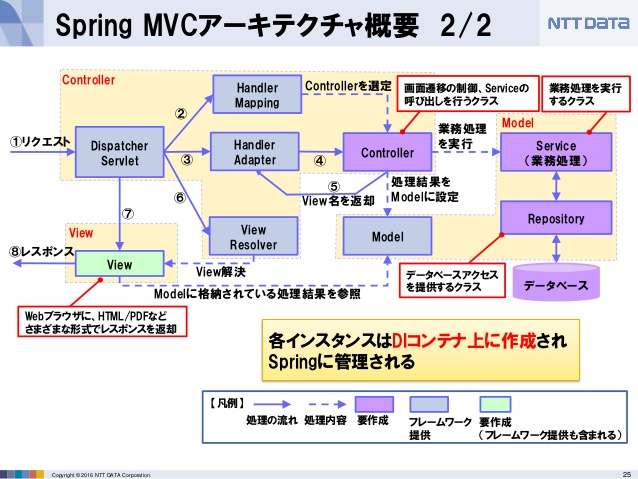 Spring MVCアーキテクチャ概要 2/2
NTT DATA
Controller
Handler
Mapping
Controllerを選定
画面遷移の制御、Serviceの
呼び出しを行うクラス
業務処理を実行
するクラス
②
Model
①リクエスト
Dispatcher
Servlet
③
Handler
Adapter
④
Controller
業務処理
を実行
Service
(業務処理)
⑤
View名を返却
処理結果を
Modelに設定
⑥
⑦
Repository
View
View
Resolver
Model
⑧レスポンス
View
View解決
データベースアクセス
を提供するクラス
データベース
Modelに格納されている処理結果を参照
Webブラウザに、HTML/PDFなど
さまざまな形式でレスポンスを返却
各インスタンスはDIコンテナ上に作成され
Springに管理される
【凡例】
処理の流れ
処理内容
要作成
フレームワーク
提供
要作成
(フレームワーク提供も含まれる)
Copyright © 2016 NTT DATA Corporation.
25